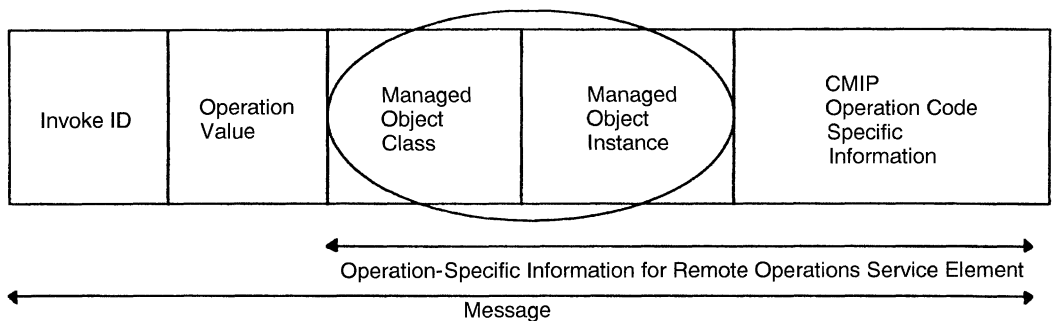 Invoke ID
Operation
Value
Managed
Object
Class
Managed
Object
Instance
CMIP
Operation Code
Specific
Information
Operation-Specific Information for Remote Operations Service Element
Message